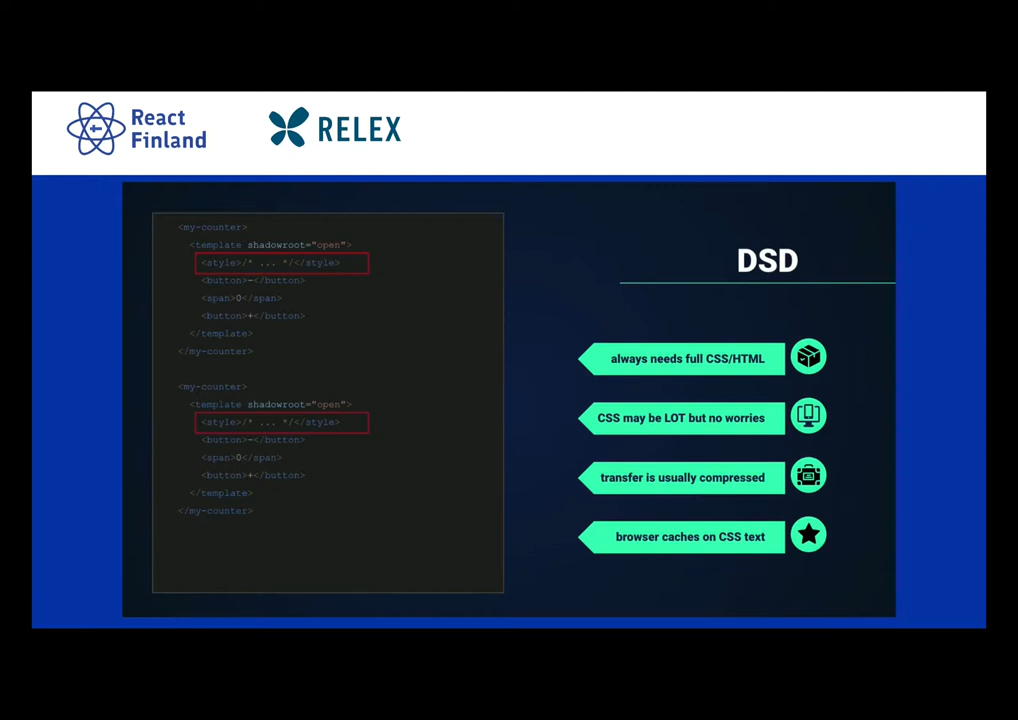 React
Finland
RELEX
<my-counter>
<template shadowroot="open">
<style>/* ... */</style>
<button>-</button>
<span>0</span>
<button>+</button>
</template>
</my-counter>
<my-counter>
<template shadowroot="open">
<style>/* ... */</style>
<button>-</button>
<span>0</span>
<button>+</button>
</template>
</my-counter>
DSD
always needs full CSS/HTML
CSS may be LOT but no worries
transfer is usually compressed
browser caches on CSS text